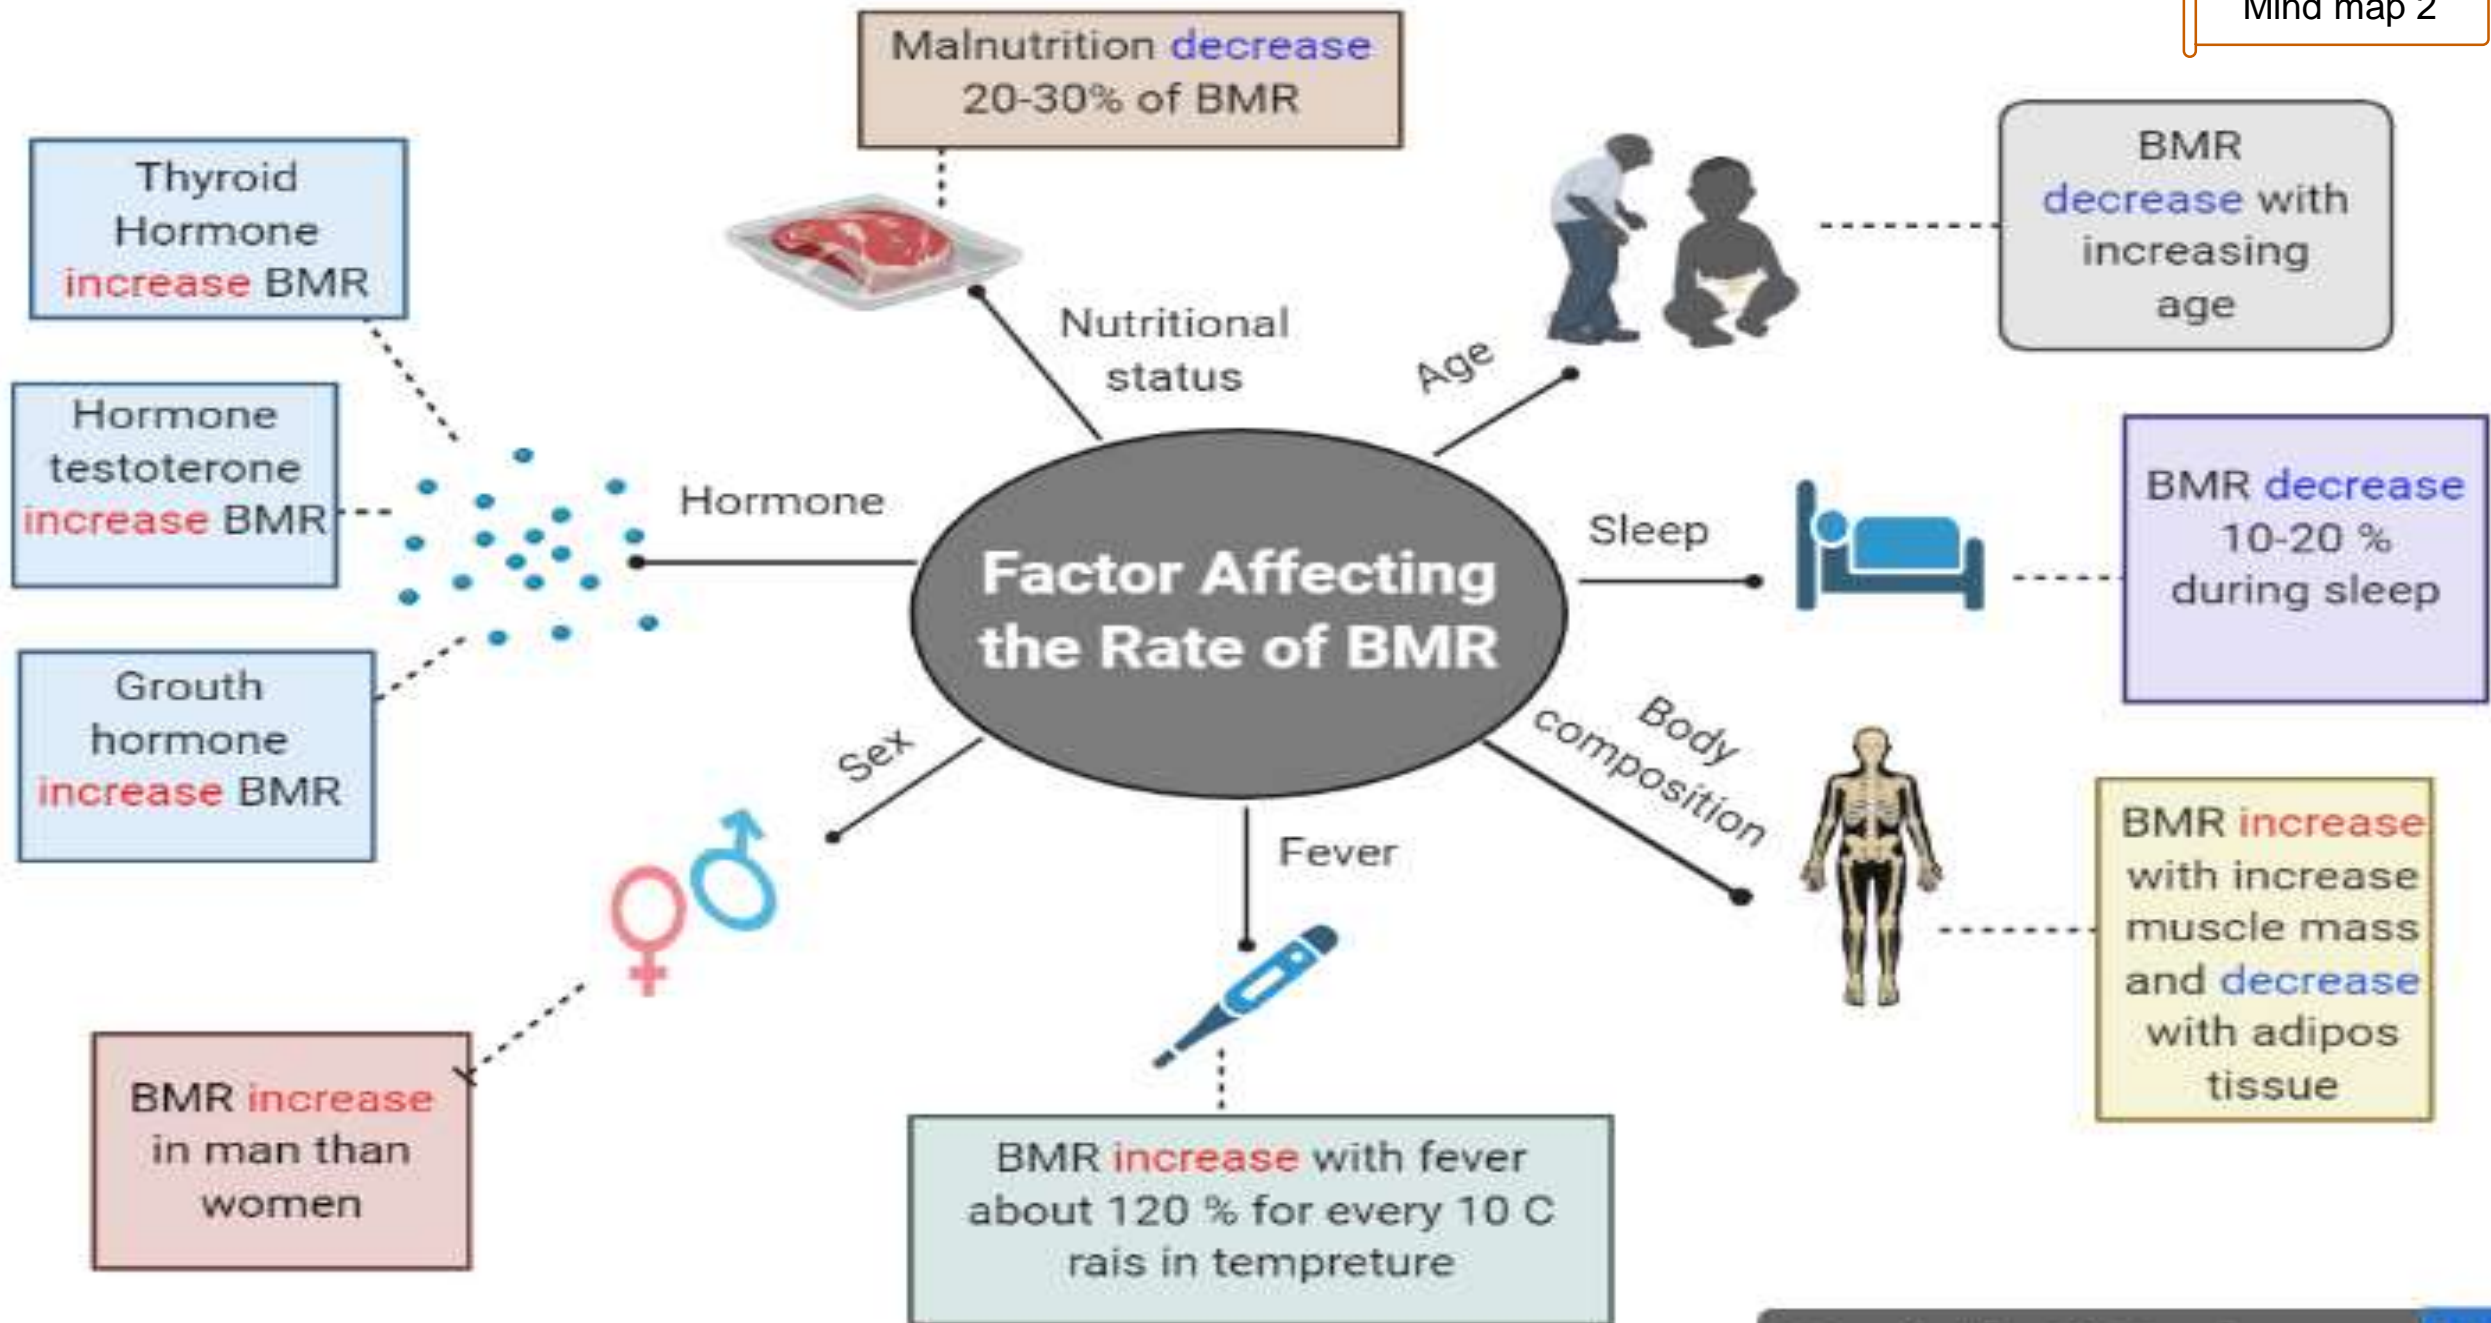 Mind map 2
Malnutrition decrease
20-30% of BMR
Thyroid
Hormone
increase BMR
BMR
decrease with
increasing
age
Nutritional
status
Age
Hormone
testoterone
increase BMR
Hormone
Sleep
BMR decrease
10-20 %
during sleep
Factor Affecting
the Rate of BMR
Grouth
hormone
increase BMR
Sex
Body
composition
Fever
BMR increase
with increase
muscle mass
and decrease
with adipos
tissue
BMR increase
in man than
women
BMR increase with fever
about 120 % for every 10 C
rais in tempreture